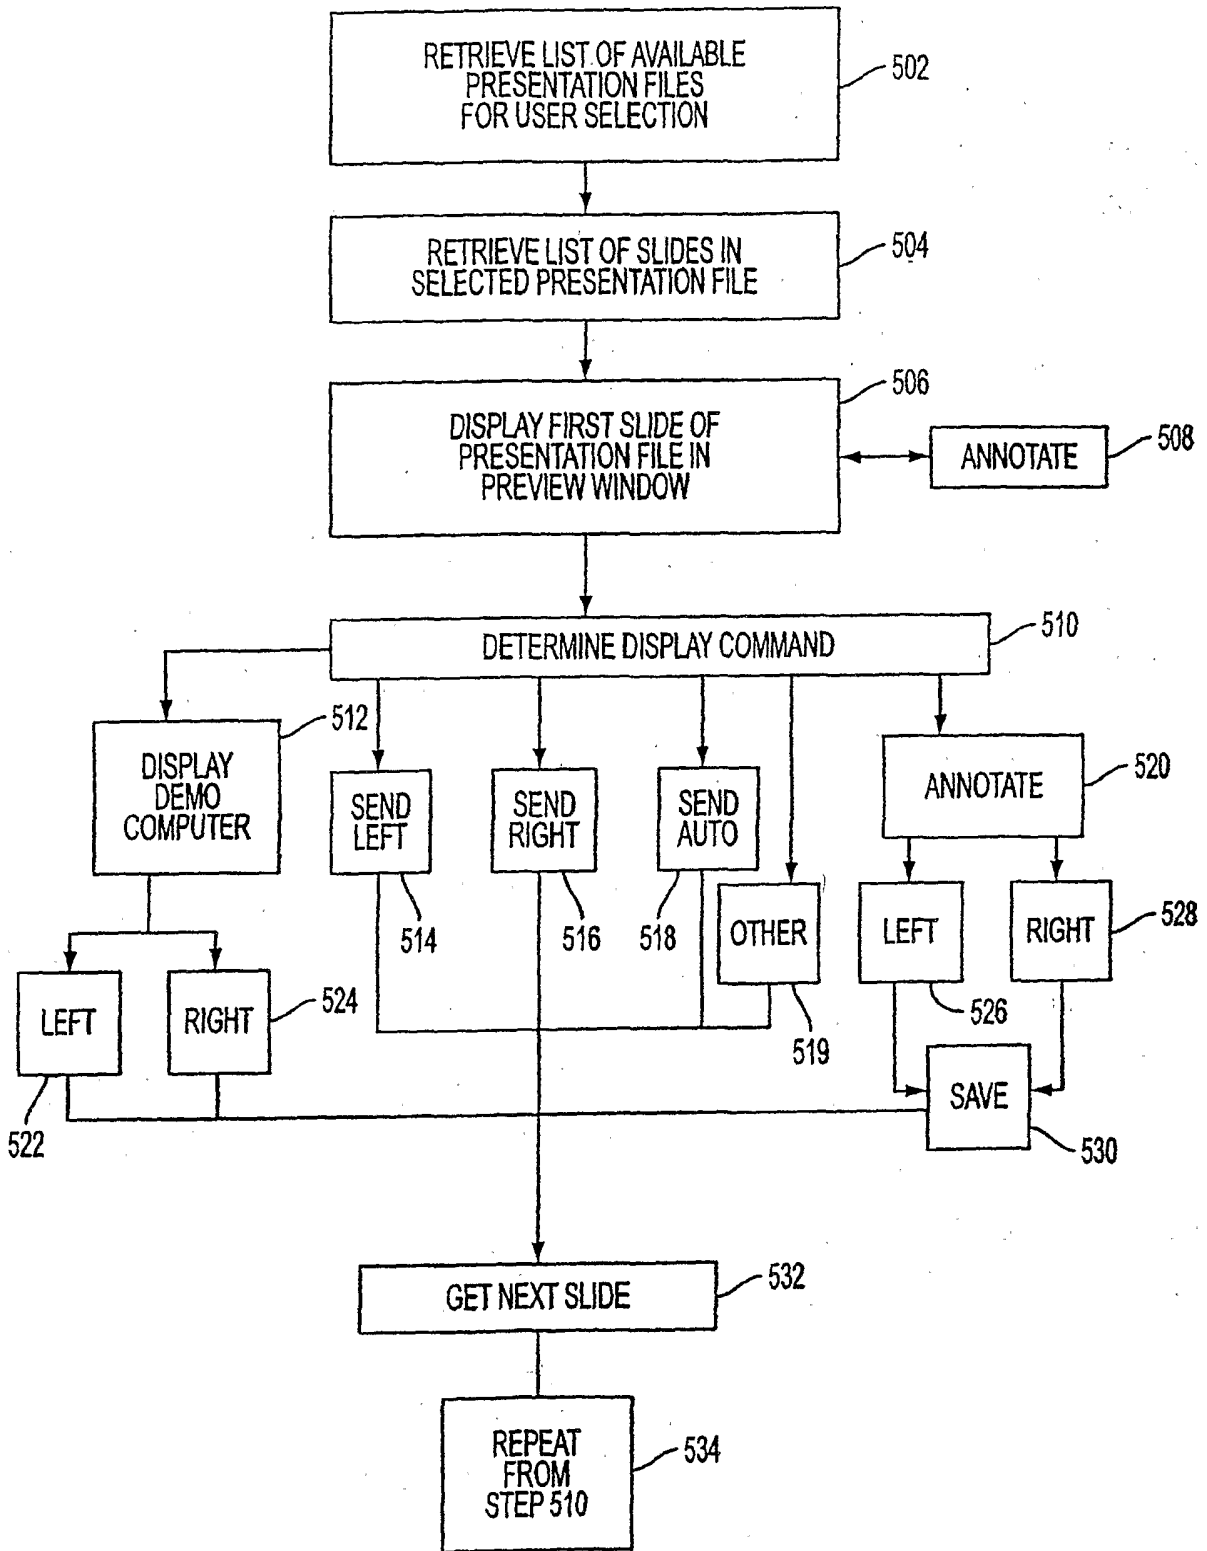 RETRIEVE LIST OF AVAILABLE
PRESENTATION FILES
FOR USER SELECTION
502
RETRIEVE LIST OF SLIDES IN
SELECTED PRESENTATION FILE
504
DISPLAY FIRST SLIDE OF
PRESENTATION FILE IN
PREVIEW WINDOW
506
ANNOTATE
508
DETERMINE DISPLAY COMMAND
510
DISPLAY
DEMO
COMPUTER
512
SEND
LEFT
514
SEND
RIGHT
516
SEND
AUTO
518
OTHER
519
ANNOTATE
520
LEFT
522
RIGHT
524
LEFT
526
RIGHT
528
SAVE
530
GET NEXT SLIDE
532
REPEAT
FROM
STEP 510
534